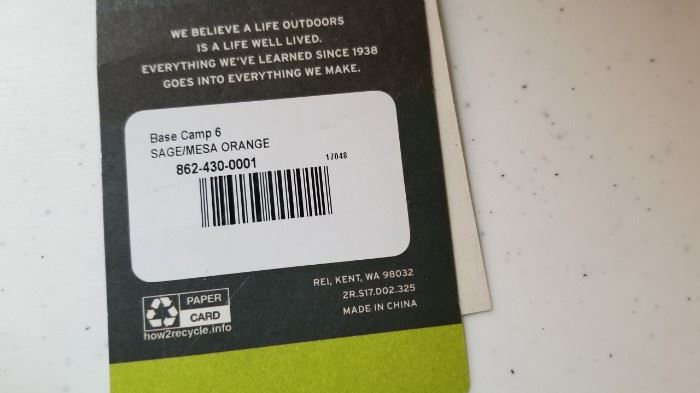 WE BELIEVE A LIFE OUTDOORS
IS A LIFE WELL LIVED.
EVERYTHING WE'VE LEARNED SINCE 1938
GOES INTO EVERYTHING WE MAKE.
Base Camp 6
SAGE/MESA ORANGE
862-430-0001
17048
REI, KENT, WA 98032
2R.S17.D02.325
MADE IN CHINA
PAPER
CARD
how2recycle.info